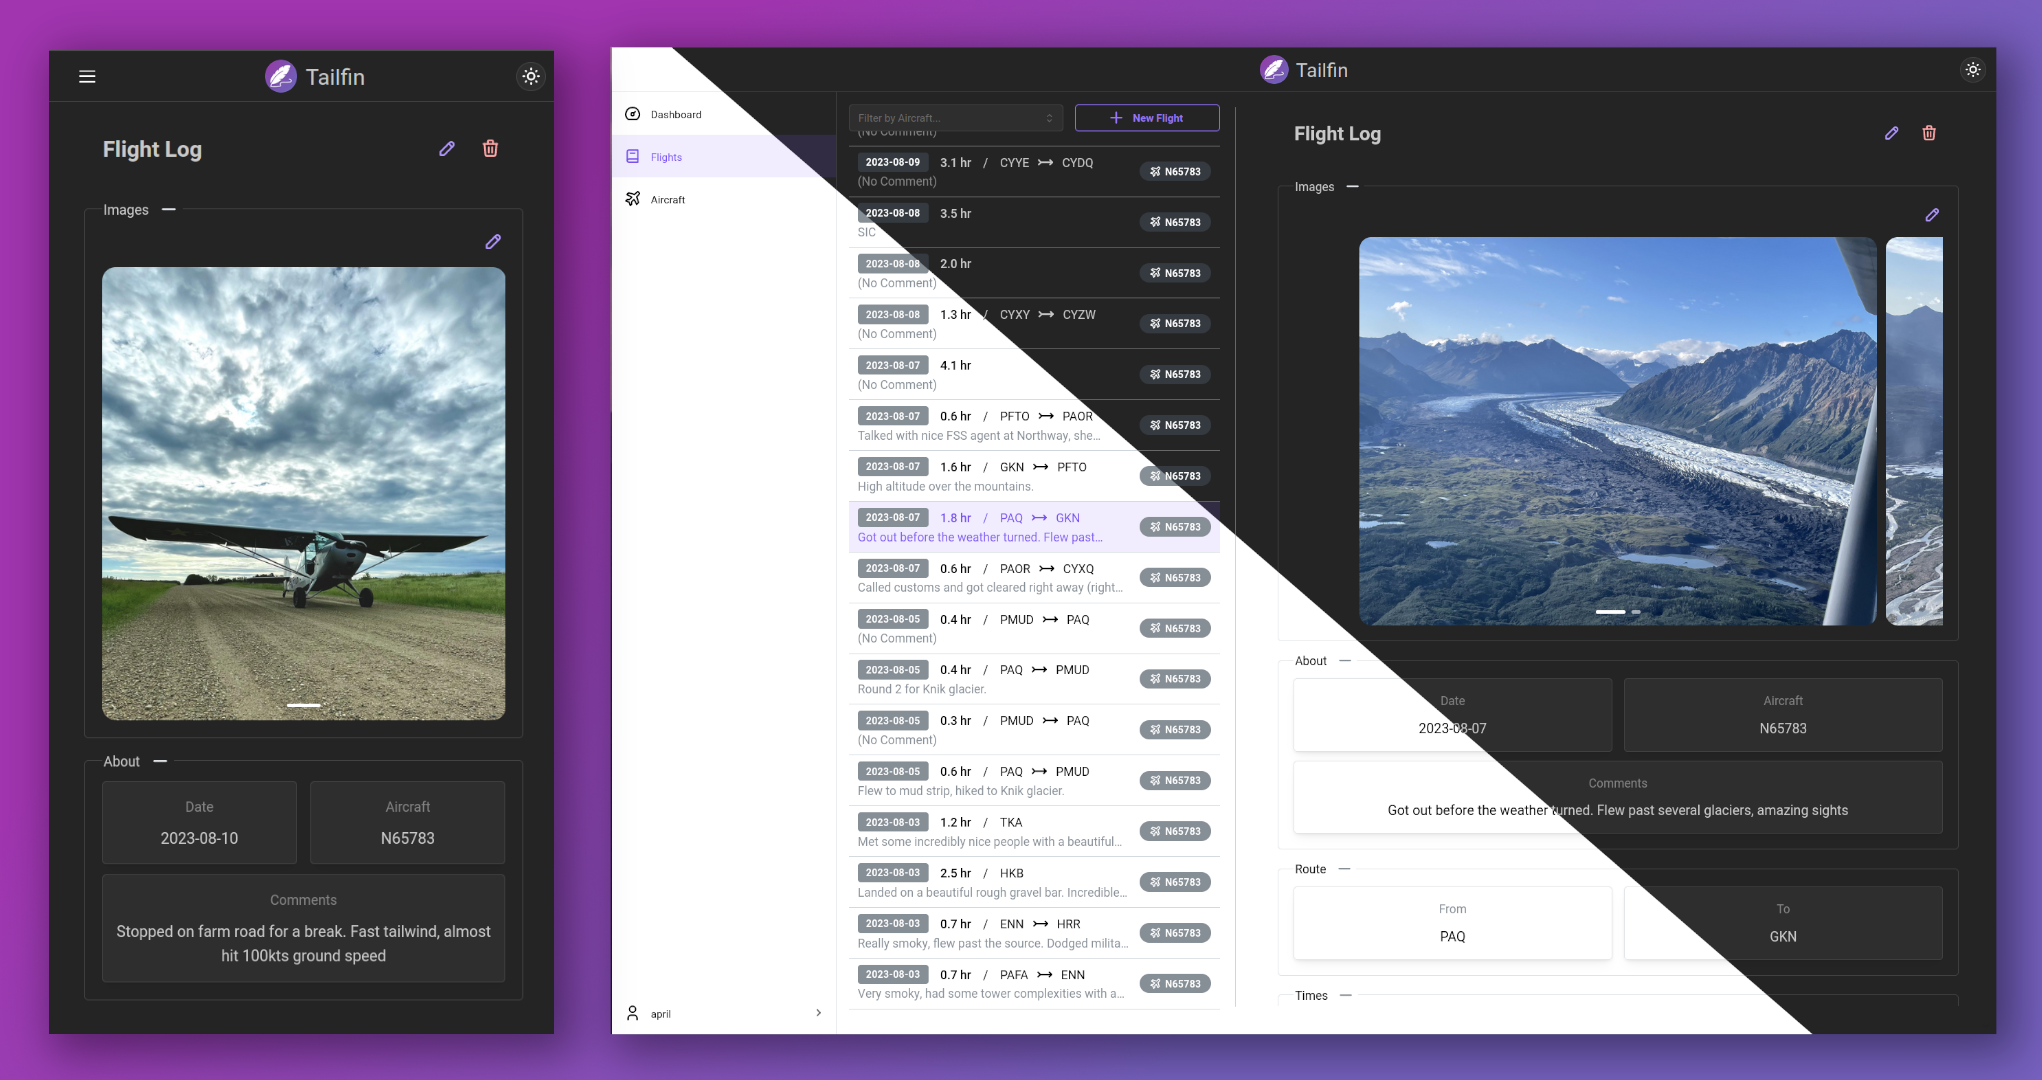 Tailfin
Flight Log
Images
About
Date
2023-08-10
Aircraft
N65783
Comments
Stopped on farm road for a break. Fast tailwind, almost
hit 100kts ground speed
Tailfin
Dashboard
Flights
Aircraft
april
Filter by Aircraft...
New Flight
(No Comment)
2023-08-09 3.1 hr / CYYE CYDQ
(No Comment)
N65783
2023-08-08 3.5 hr
SIC
N65783
2023-08-08 2.0 hr
(No Comment)
N65783
2023-08-08 1.3 hr / CYXY CYZW
(No Comment)
N65783
2023-08-07 4.1 hr
(No Comment)
N65783
2023-08-07 0.6 hr / PFTO PAOR
Talked with nice FSS agent at Northway, she...
N65783
2023-08-07 1.6 hr / GKN PFTO
High altitude over the mountains.
N65783
2023-08-07 1.8 hr / PAQ GKN
Got out before the weather turned. Flew past...
N65783
2023-08-07 0.6 hr / PAOR CYXQ
Called customs and got cleared right away (right...
N65783
2023-08-05 0.4 hr / PMUD PAQ
(No Comment)
N65783
2023-08-05 0.4 hr / PAQ PMUD
Round 2 for Knik glacier.
N65783
2023-08-05 0.3 hr / PMUD PAQ
(No Comment)
N65783
2023-08-05 0.6 hr / PAQ PMUD
Flew to mud strip, hiked to Knik glacier.
N65783
2023-08-03 1.2 hr / TKA
Met some incredibly nice people with a beautiful...
N65783
2023-08-03 2.5 hr / HKB
Landed on a beautiful rough gravel bar. Incredible...
N65783
2023-08-03 0.7 hr / ENN HRR
Really smoky, flew past the source. Dodged milita...
N65783
2023-08-03 0.7 hr / PAFA ENN
Very smoky, had some tower complexities with a...
N65783
Flight Log
Images
About
Date
2023-08-07
Aircraft
N65783
Comments
Got out before the weather turned. Flew past several glaciers, amazing sights
Route
From
PAQ
To
GKN
Times